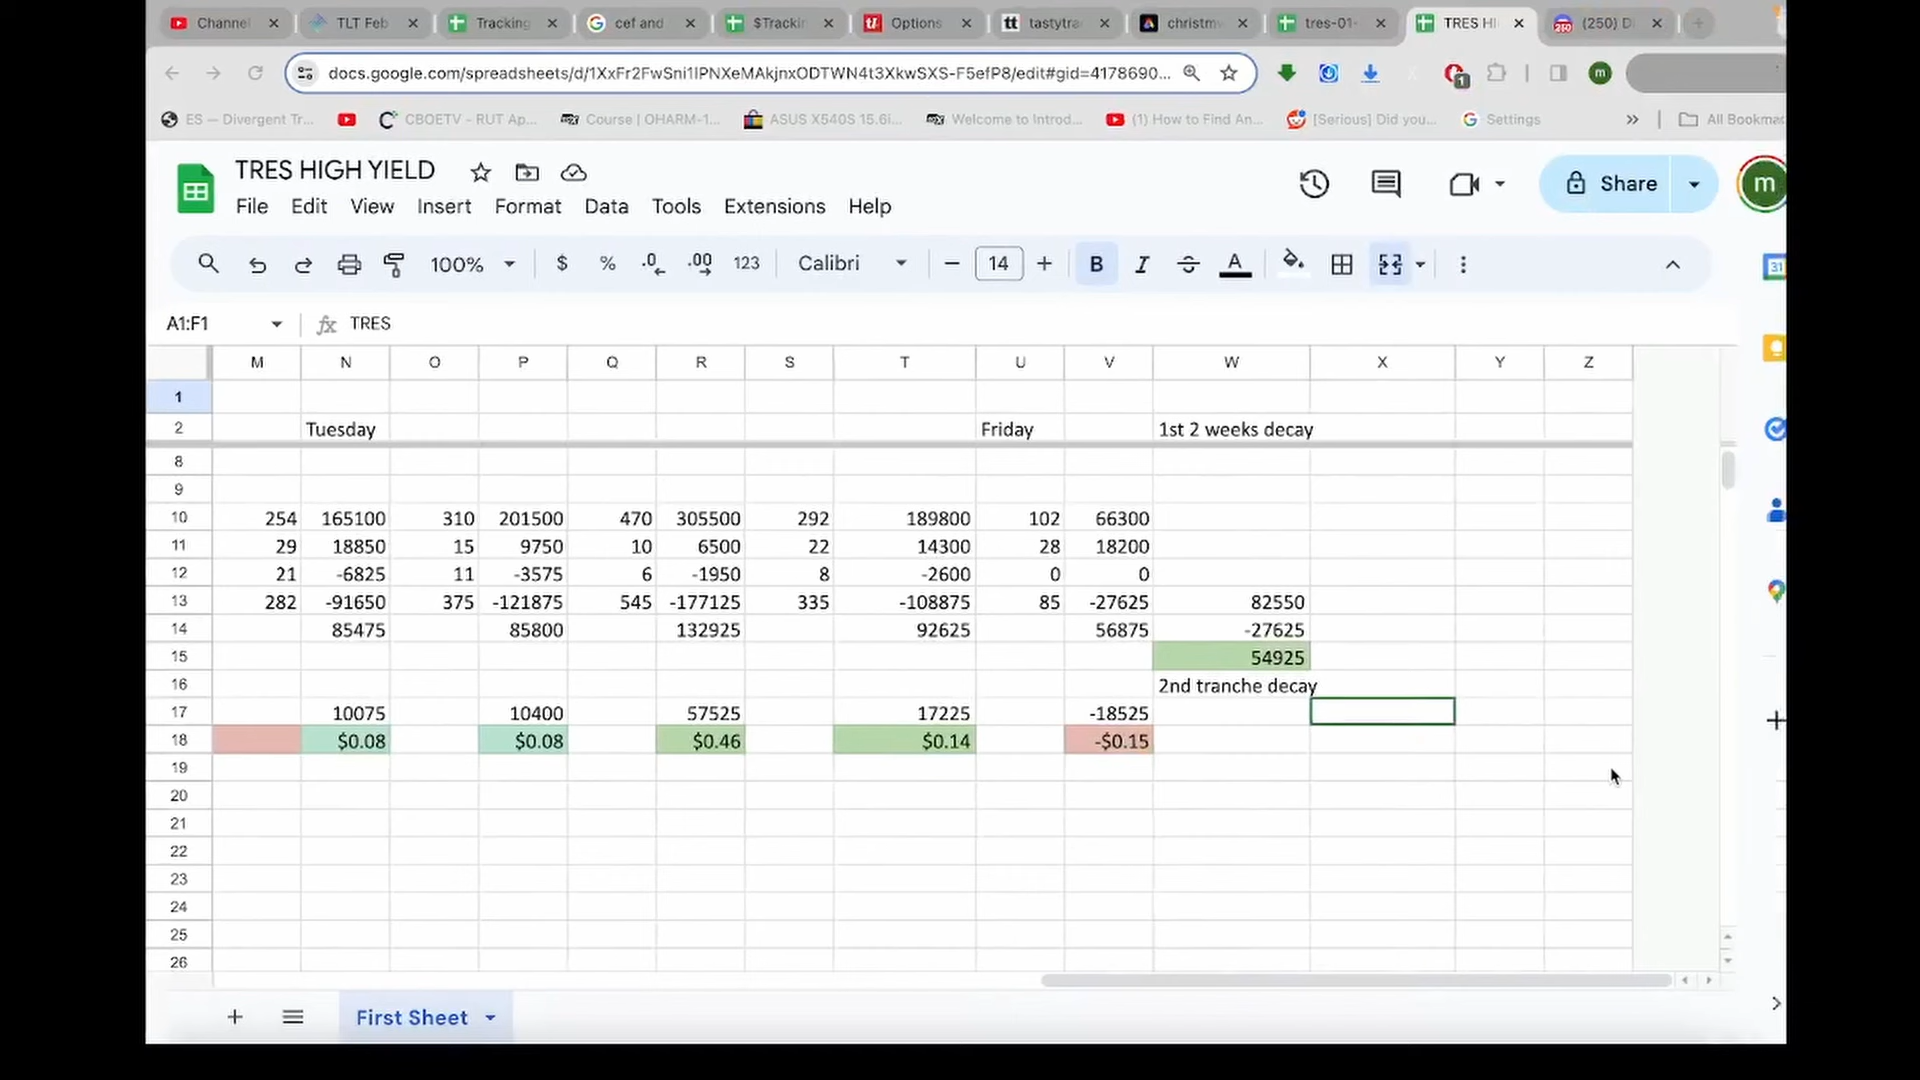 Channel TLT Feb Tracking cef and $Trackin Options tastytra christm tres-01- TRES HI (250) D
docs.google.com/spreadsheets/d/1XxFr2FwSni1lPNXeMAkjnxODTWN4t3XkwSXS-F5efP8/edit#gid=4178690... 1 m
ES — Divergent Tr... CBOETV - RUT Ap... Course | OHARM-1... ASUS X540S 15.6i... Welcome to Introd... (1) How to Find An... [Serious] Did you... Settings All Bookma
TRES HIGH YIELD
Share m
File Edit View Insert Format Data Tools Extensions Help
100% $ % .0 .00 123 Calibri 14 B I S A
31
A1:F1 fx TRES
M N O P Q R S T U V W X Y Z
1
2 Tuesday Friday 1st 2 weeks decay
8
9
10 254 165100 310 201500 470 305500 292 189800 102 66300
11 29 18850 15 9750 10 6500 22 14300 28 18200
12 21 -6825 11 -3575 6 -1950 8 -2600 0 0
13 282 -91650 375 -121875 545 -177125 335 -108875 85 -27625 82550
14 85475 85800 132925 92625 56875 -27625
15 54925
16 2nd tranche decay
17 10075 10400 57525 17225 -18525
18 $0.08 $0.08 $0.46 $0.14 -$0.15
19
20
21
22
23
24
25
26
First Sheet